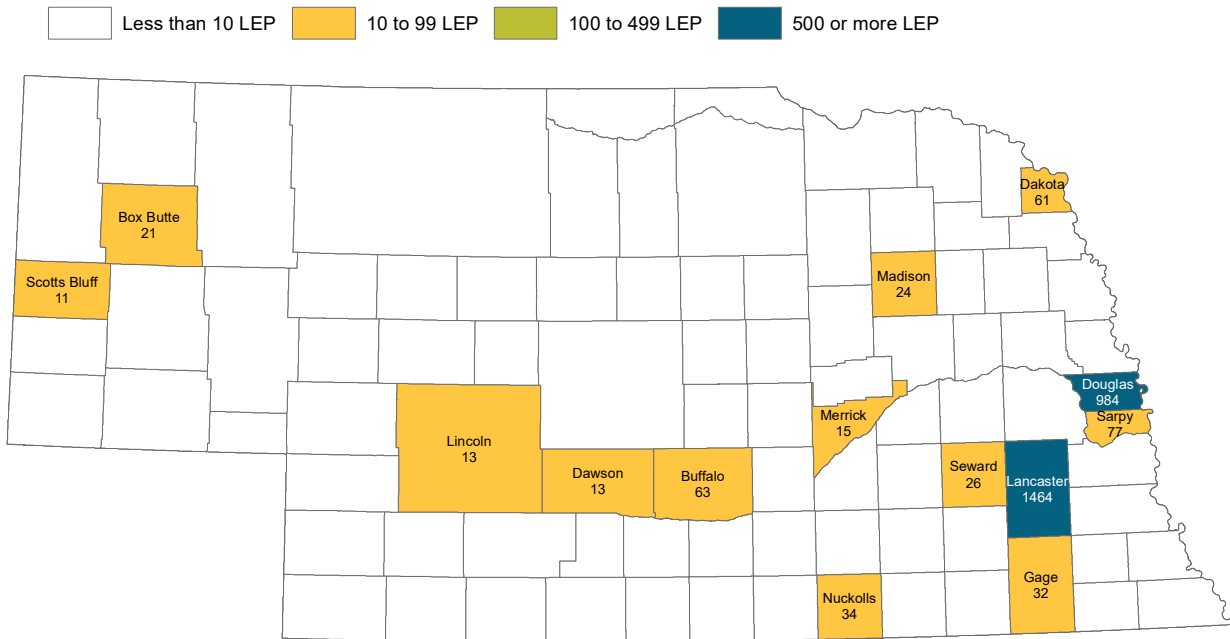 Less than 10 LEP
10 to 99 LEP
100 to 499 LEP
500 or more LEP
Dakota
61
Box Butte
21
Scotts Bluff
11
Madison
24
Douglas
984
Sarpy
77
Merrick
15
Lincoln
13
Dawson
13
Buffalo
63
Seward
26
Lancaster
1464
Gage
32
Nuckolls
34